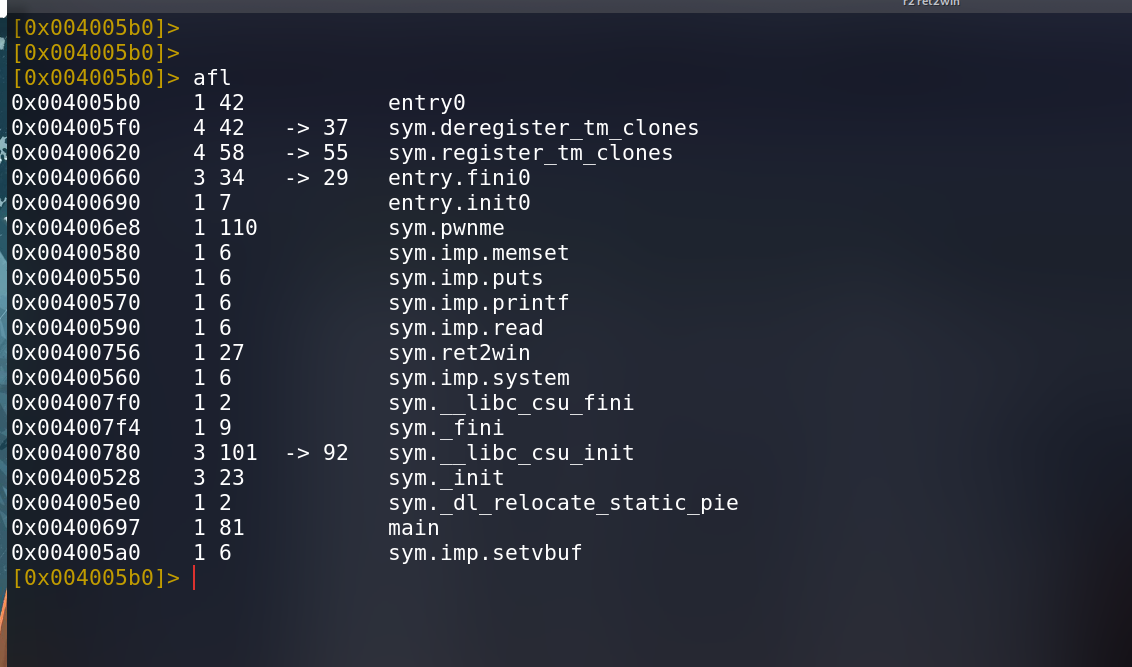 r2 ret2win
[0x004005b0]>
[0x004005b0]>
[0x004005b0]> afl
0x004005b0    1 42           entry0
0x004005f0    4 42   -> 37   sym.deregister_tm_clones
0x00400620    4 58   -> 55   sym.register_tm_clones
0x00400660    3 34   -> 29   entry.fini0
0x00400690    1 7            entry.init0
0x004006e8    1 110          sym.pwnme
0x00400580    1 6            sym.imp.memset
0x00400550    1 6            sym.imp.puts
0x00400570    1 6            sym.imp.printf
0x00400590    1 6            sym.imp.read
0x00400756    1 27           sym.ret2win
0x00400560    1 6            sym.imp.system
0x004007f0    1 2            sym.__libc_csu_fini
0x004007f4    1 9            sym._fini
0x00400780    3 101  -> 92   sym.__libc_csu_init
0x00400528    3 23           sym._init
0x004005e0    1 2            sym._dl_relocate_static_pie
0x00400697    1 81           main
0x004005a0    1 6            sym.imp.setvbuf
[0x004005b0]>